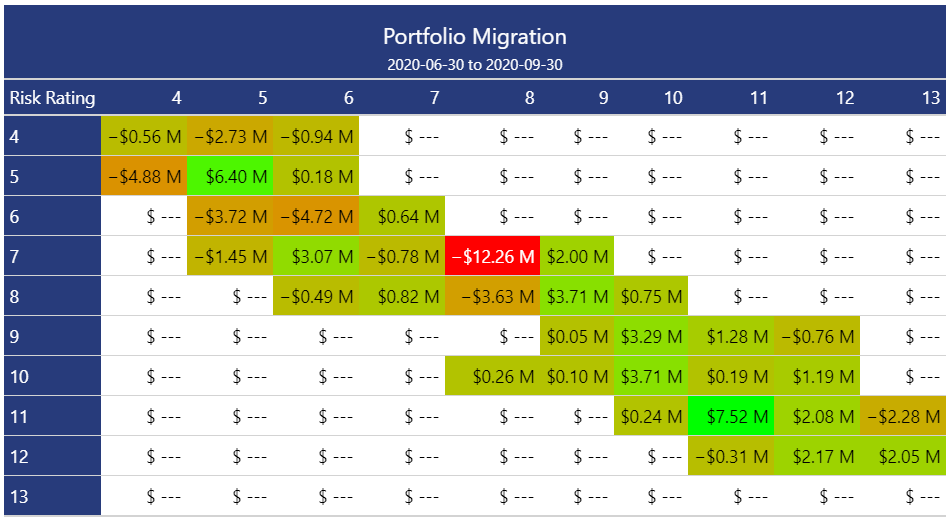 Portfolio Migration
2020-06-30 to 2020-09-30
Risk Rating 4 5 6 7 8 9 10 11 12 13
4 −$0.56 M −$2.73 M −$0.94 M $ --- $ --- $ --- $ --- $ --- $ --- $ ---
5 −$4.88 M $6.40 M $0.18 M $ --- $ --- $ --- $ --- $ --- $ --- $ ---
6 $ --- −$3.72 M −$4.72 M $0.64 M $ --- $ --- $ --- $ --- $ --- $ ---
7 $ --- −$1.45 M $3.07 M −$0.78 M −$12.26 M $2.00 M $ --- $ --- $ --- $ ---
8 $ --- $ --- −$0.49 M $0.82 M −$3.63 M $3.71 M $0.75 M $ --- $ --- $ ---
9 $ --- $ --- $ --- $ --- $ --- $0.05 M $3.29 M $1.28 M −$0.76 M $ ---
10 $ --- $ --- $ --- $ --- $0.26 M $0.10 M $3.71 M $0.19 M $1.19 M $ ---
11 $ --- $ --- $ --- $ --- $ --- $ --- $0.24 M $7.52 M $2.08 M −$2.28 M
12 $ --- $ --- $ --- $ --- $ --- $ --- $ --- −$0.31 M $2.17 M $2.05 M
13 $ --- $ --- $ --- $ --- $ --- $ --- $ --- $ --- $ --- $ ---